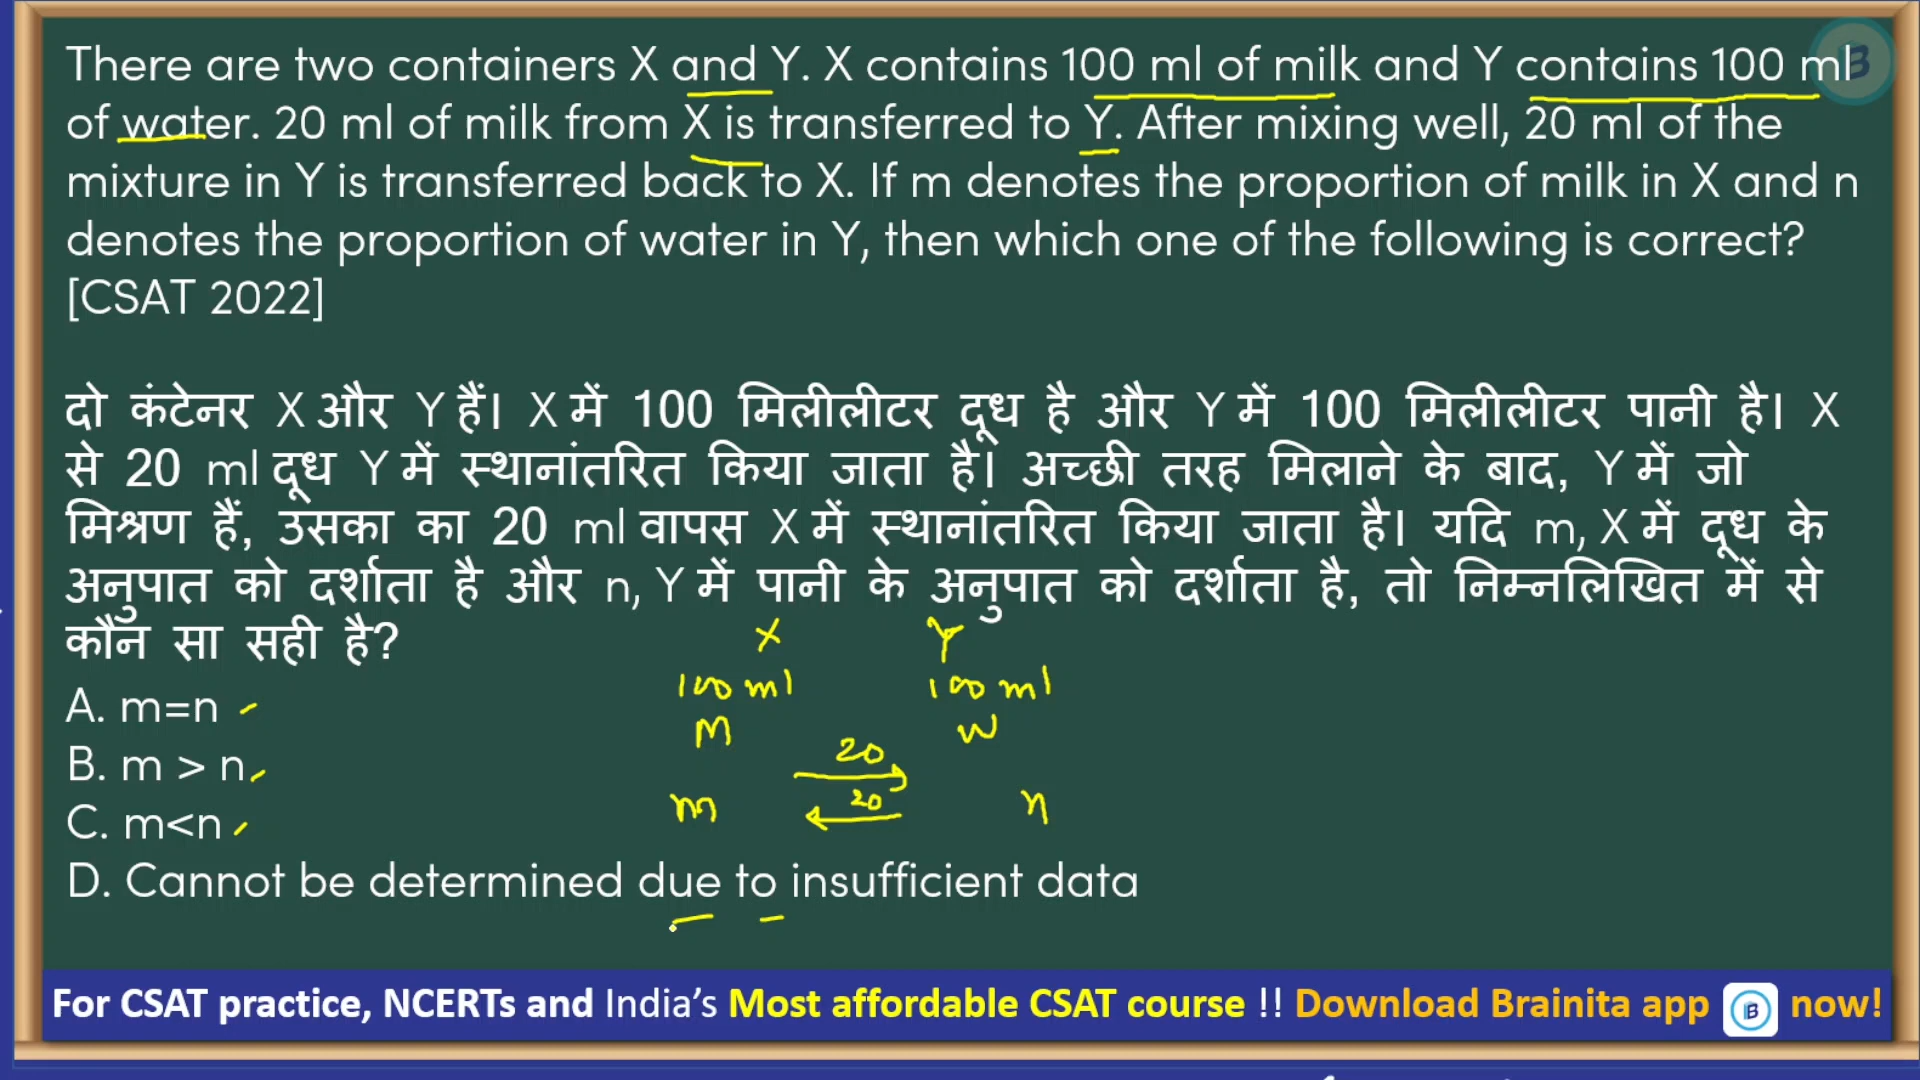 There are two containers X and Y. X contains 100 ml of milk and Y contains 100 ml
of water. 20 ml of milk from X is transferred to Y. After mixing well, 20 ml of the
mixture in Y is transferred back to X. If m denotes the proportion of milk in X and n
denotes the proportion of water in Y, then which one of the following is correct?
[CSAT 2022]
दो कंटेनर X और Y हैं। X में 100 मिलीलीटर दूध है और Y में 100 मिलीलीटर पानी है। X
से 20 ml दूध Y में स्थानांतरित किया जाता है। अच्छी तरह मिलाने के बाद, Y में जो
मिश्रण हैं, उसका का 20 ml वापस X में स्थानांतरित किया जाता है। यदि m, X में दूध के
अनुपात को दर्शाता है और n, Y में पानी के अनुपात को दर्शाता है, तो निम्नलिखित में से
कौन सा सही है?
X Y
100 ml 100 ml
M W
20
m 20 n
A. m=n
B. m > n
C. m<n
D. Cannot be determined due to insufficient data
For CSAT practice, NCERTs and India's Most affordable CSAT course !! Download Brainita app B now!